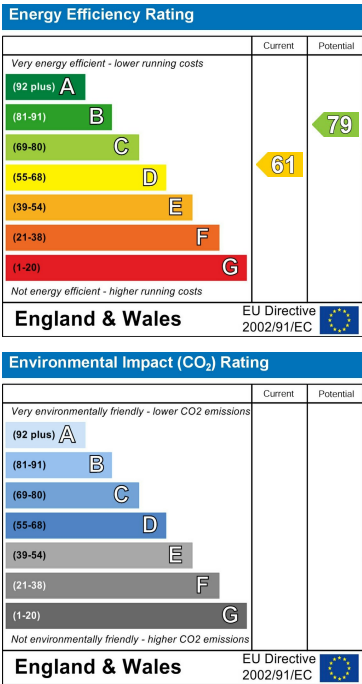 Energy Efficiency Rating
Current Potential
Very energy efficient - lower running costs
(92 plus) A
(81-91) B
(69-80) C
(55-68) D
(39-54) E
(21-38) F
(1-20) G
61
79
Not energy efficient - higher running costs
England & Wales
EU Directive
2002/91/EC
Environmental Impact (CO₂) Rating
Current Potential
Very environmentally friendly - lower CO2 emissions
(92 plus) A
(81-91) B
(69-80) C
(55-68) D
(39-54) E
(21-38) F
(1-20) G
Not environmentally friendly - higher CO2 emissions
England & Wales
EU Directive
2002/91/EC